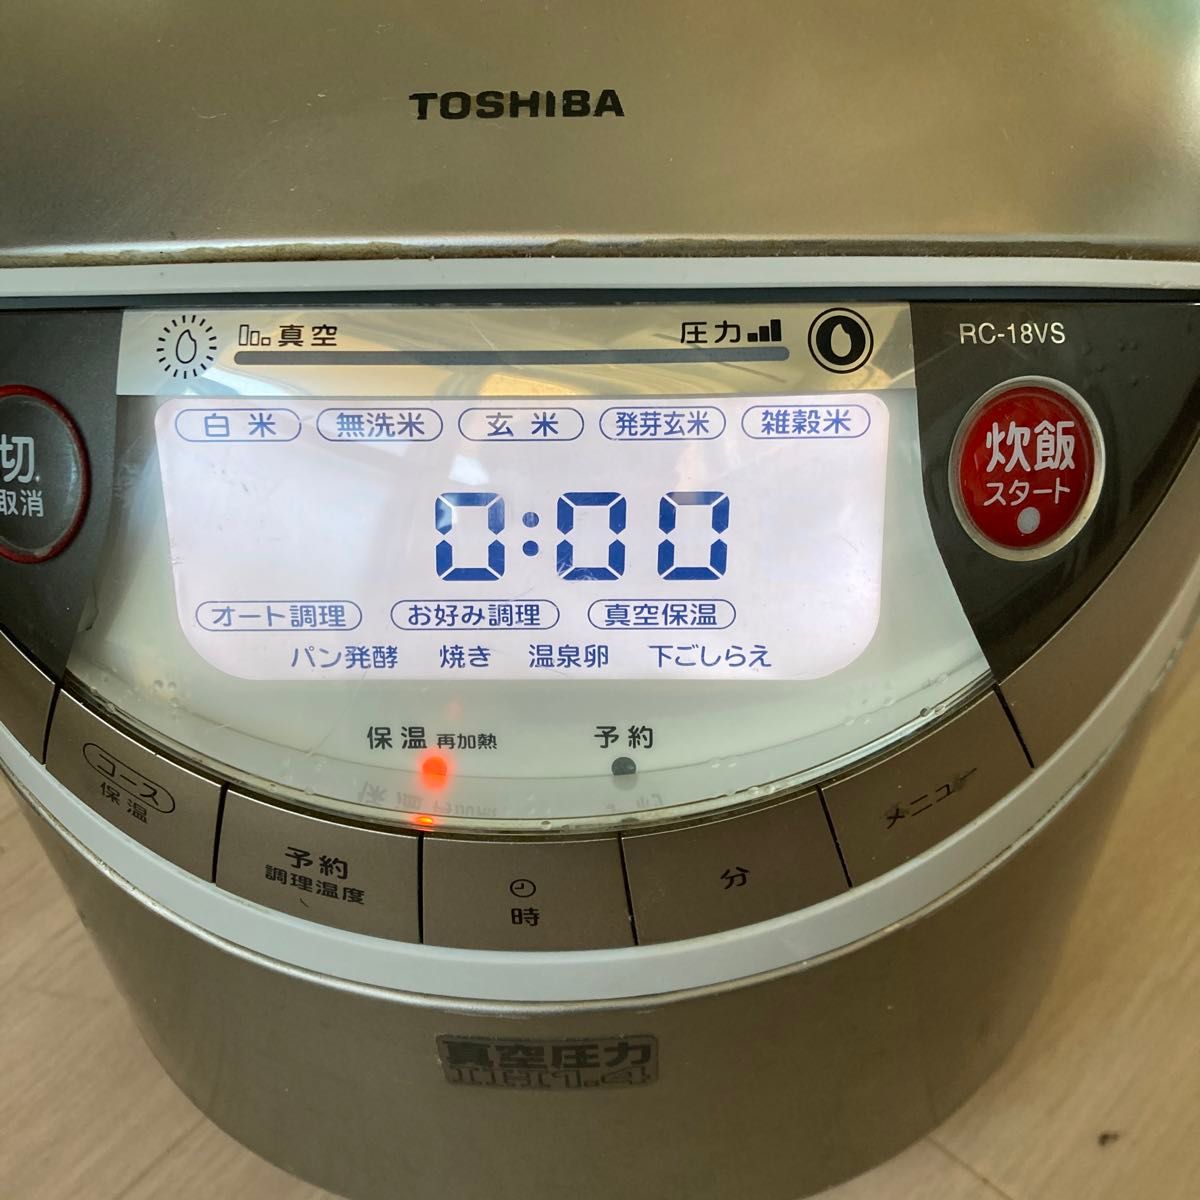 TOSHIBA
真空 圧力
RC-18VS
白米 無洗米 玄米 発芽玄米 雑穀米
切
取消
炊飯
スタート
0:00
オート調理 お好み調理 真空保温
パン発酵 焼き 温泉卵 下ごしらえ
保温 再加熱 予約
コース
保温
予約
調理温度
時
分
メニュー
真空圧力
IH1.4